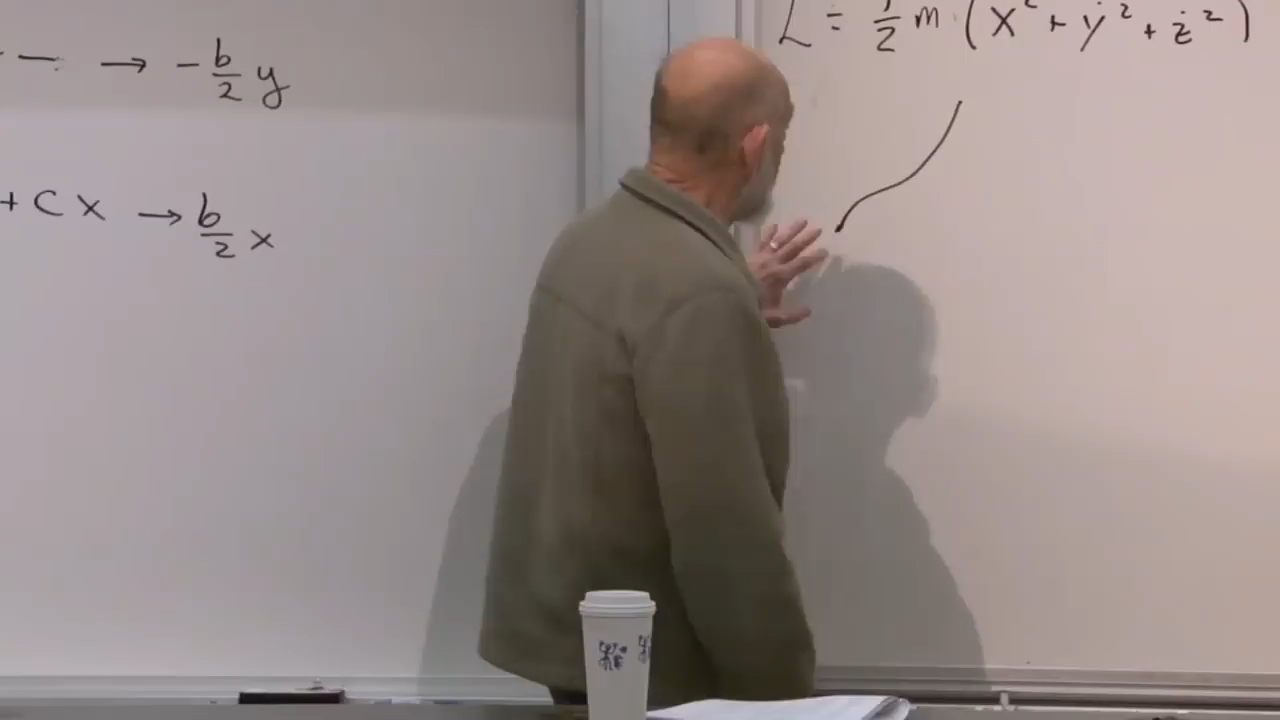 — → - b/2 y
+ C X → b/2 x
L = 1/2 m (ẋ² + ẏ² + ż²)